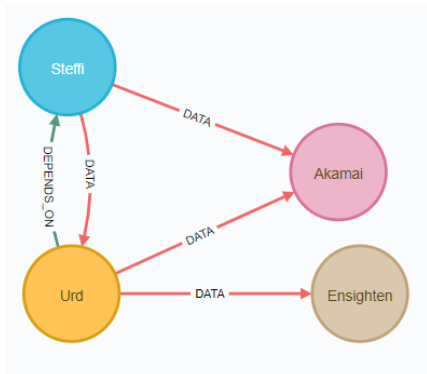 Steffi
DATA
Akamai
DEPENDS_ON
DATA
DATA
Urd
DATA
Ensighten